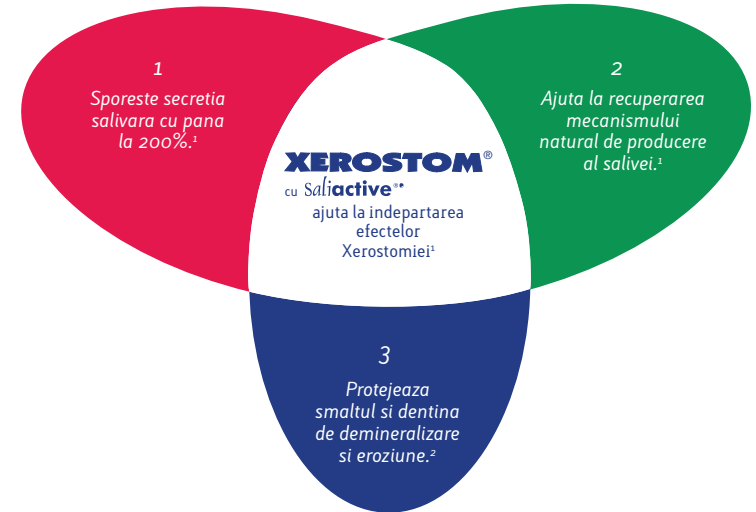 1
Sporeste secretia
salivara cu pana
la 200%.¹
2
Ajuta la recuperarea
mecanismului
natural de producere
al salivei.¹
XEROSTOM®
cu Saliactive®*
ajuta la indepartarea
efectelor
Xerostomiei¹
3
Protejeaza
smaltul si dentina
de demineralizare
si eroziune.²